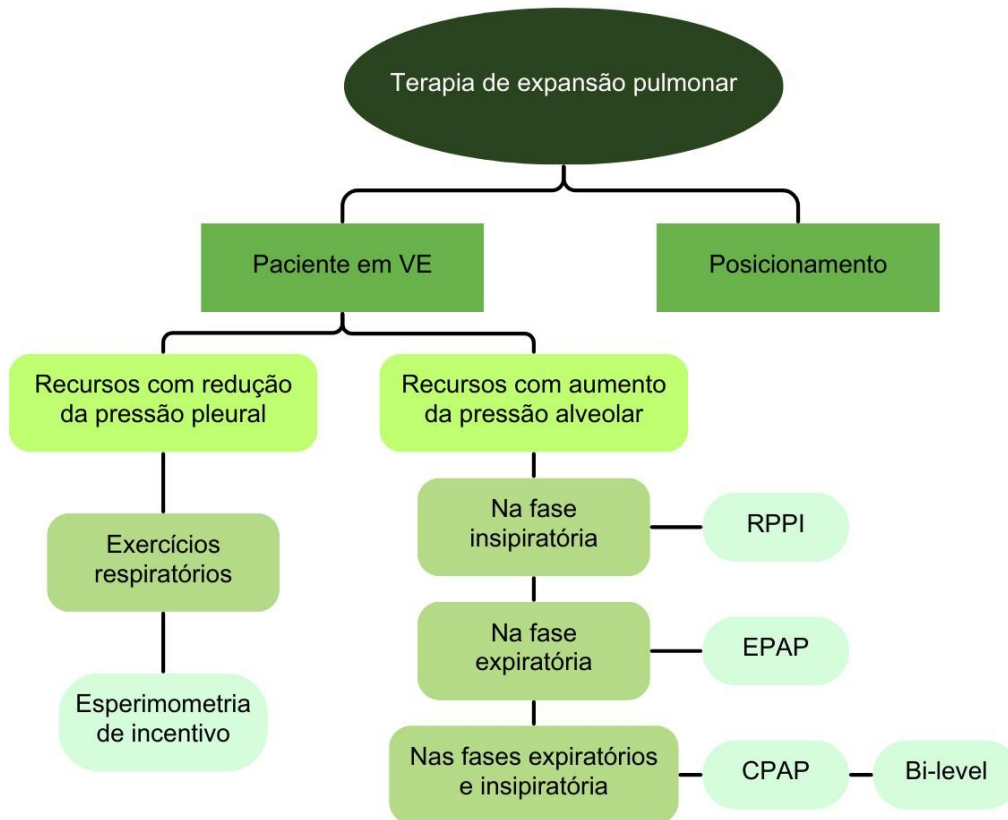 Terapia de expansão pulmonar
Paciente em VE
Posicionamento
Recursos com redução
da pressão pleural
Recursos com aumento
da pressão alveolar
Exercícios
respiratórios
Esperimometria
de incentivo
Na fase
insipiratória
RPPI
Na fase
expiratória
EPAP
Nas fases expiratórios
e insipiratória
CPAP
Bi-level